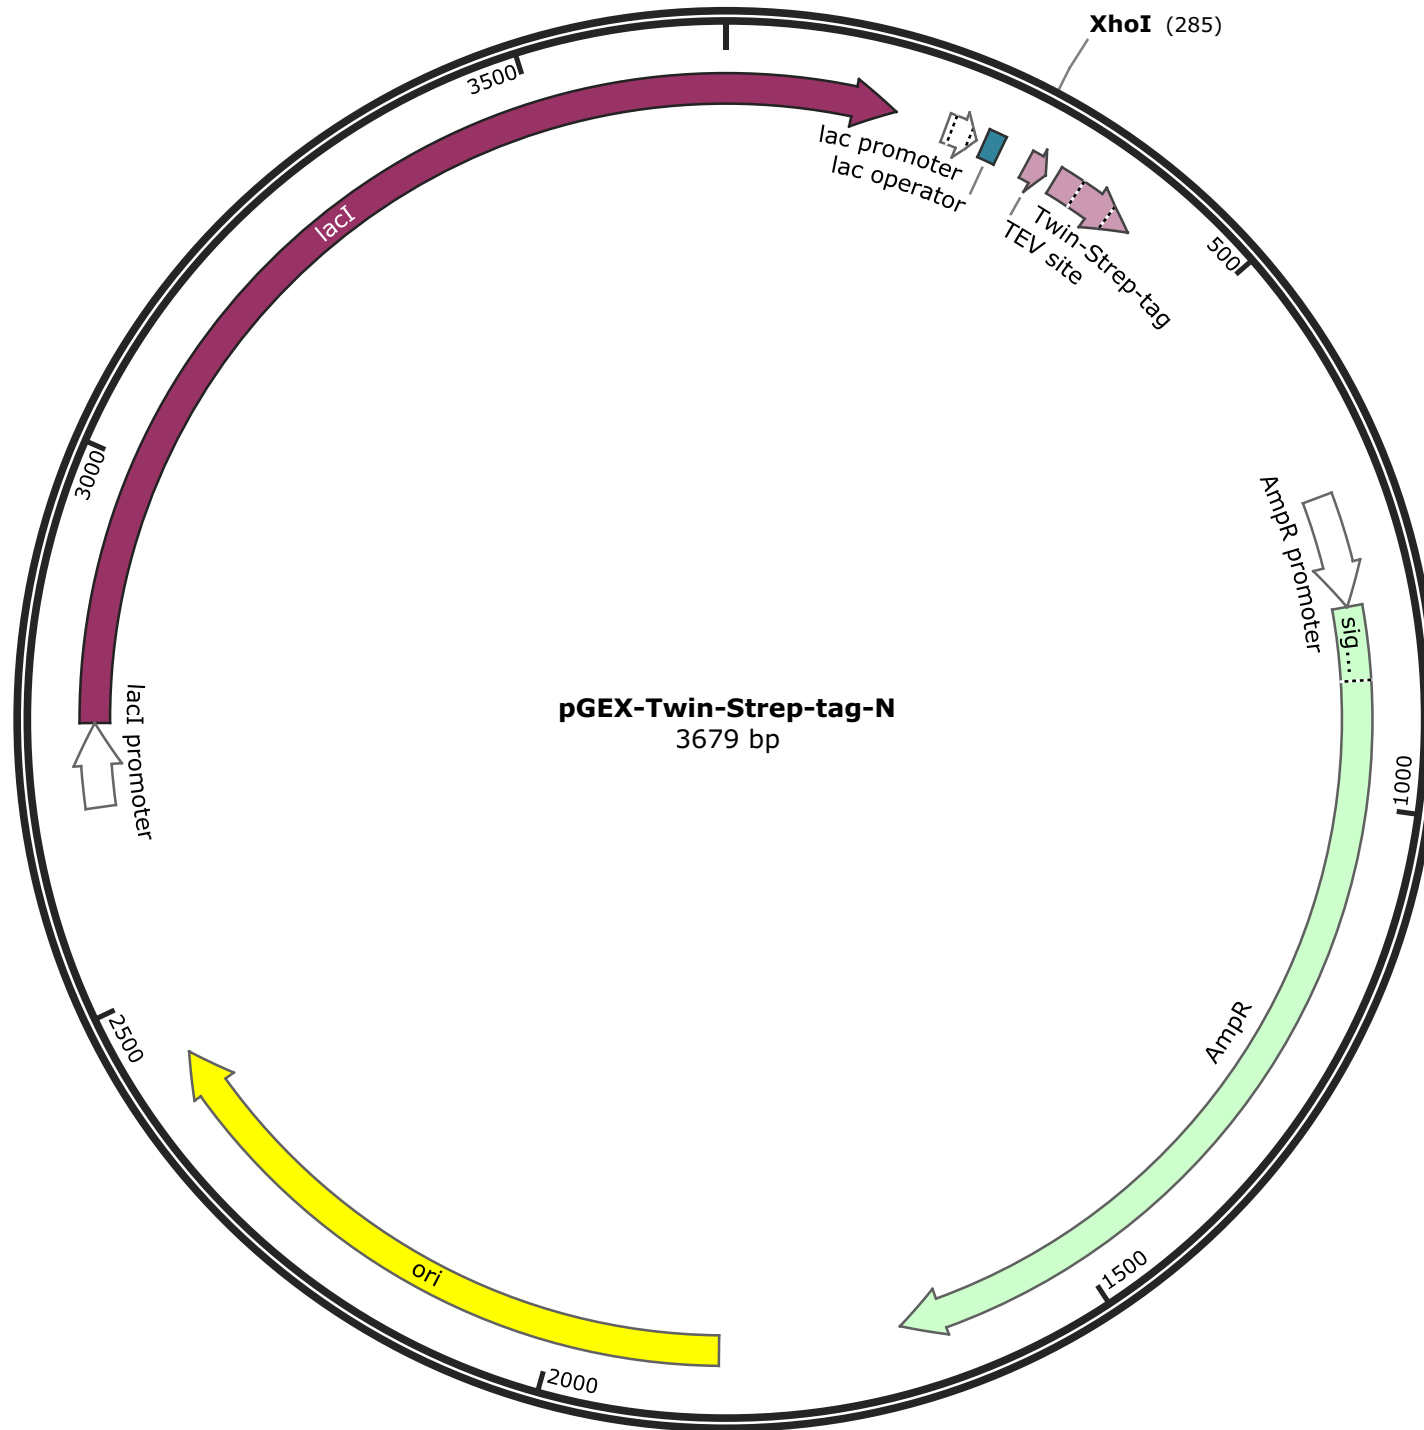 XhoI (285)
3500
lac promoter
lac operator
lacI
TEV site
Twin-Strep-tag
500
3000
AmpR promoter
sig...
lacI promoter
pGEX-Twin-Strep-tag-N
3679 bp
1000
2500
AmpR
ori
1500
2000